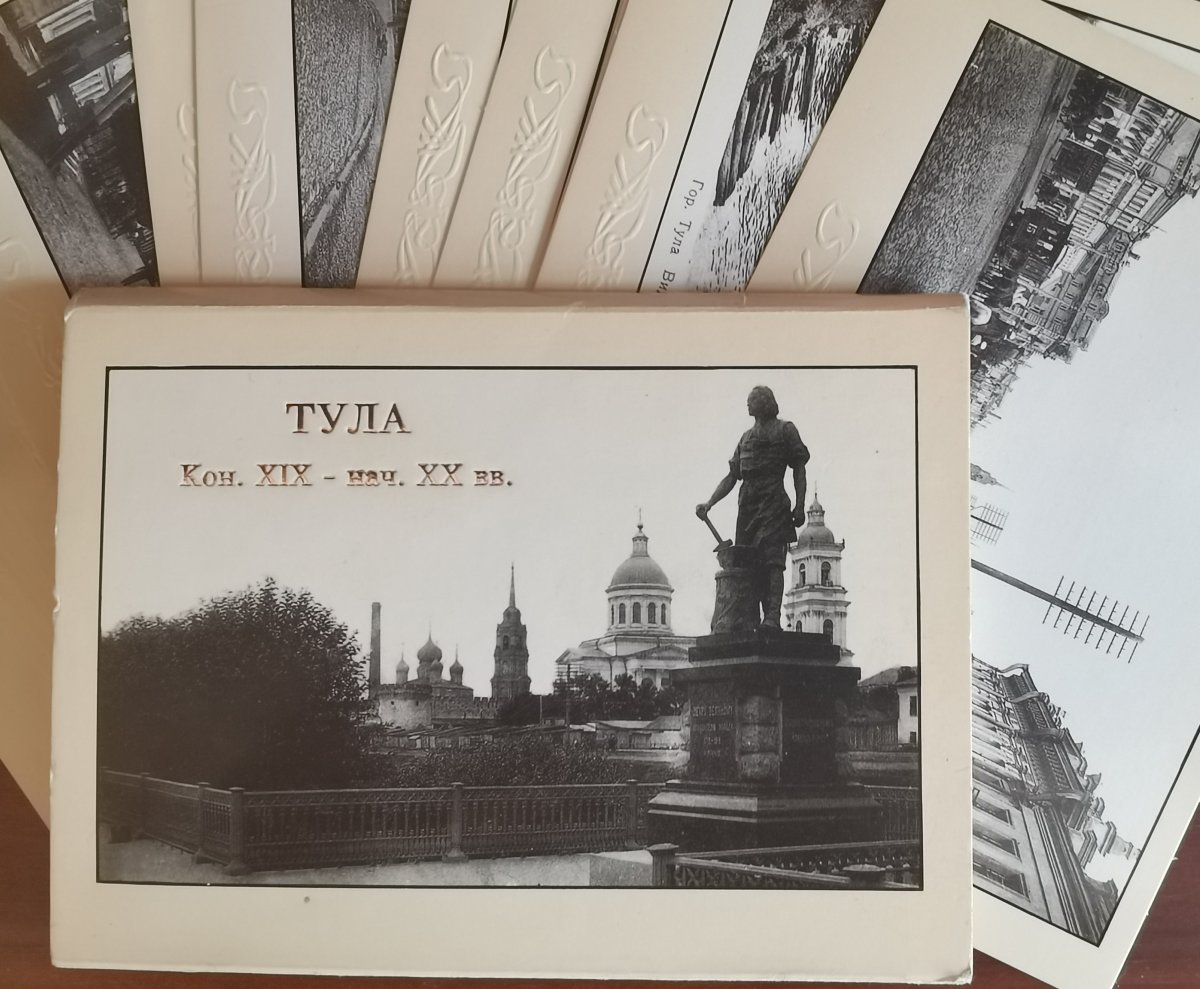 Гор. Тула
ТУЛА
Кон. XIX - нач. XX вв.